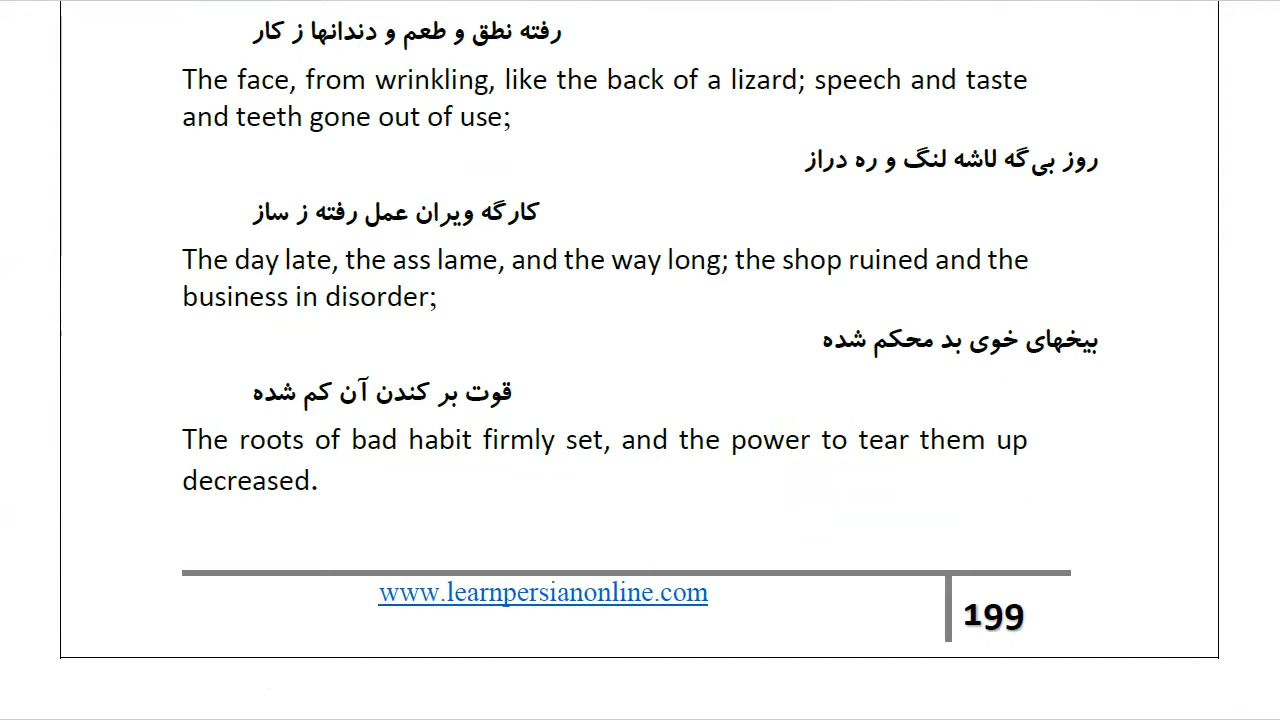 رفته نطق و طعم و دندانها ز کار
The face, from wrinkling, like the back of a lizard; speech and taste
and teeth gone out of use;
روز بی‌گه لاشه لنگ و ره دراز
کارگه ویران عمل رفته ز ساز
The day late, the ass lame, and the way long; the shop ruined and the
business in disorder;
بیخهای خوی بد محکم شده
قوت بر کندن آن کم شده
The roots of bad habit firmly set, and the power to tear them up
decreased.
www.learnpersianonline.com
199